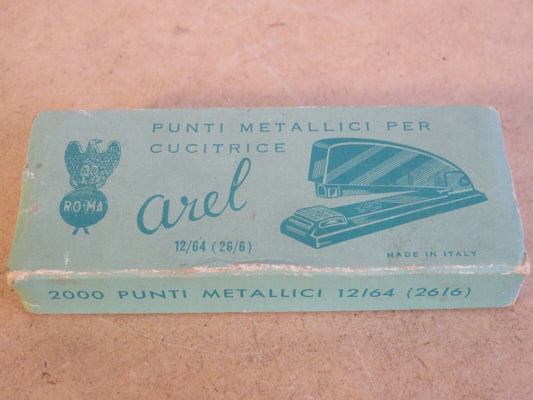 PUNTI METALLICI PER
CUCITRICE
RO-MA
arel
12/64 (26/6)
MADE IN ITALY
2000 PUNTI METALLICI 12/64 (26/6)